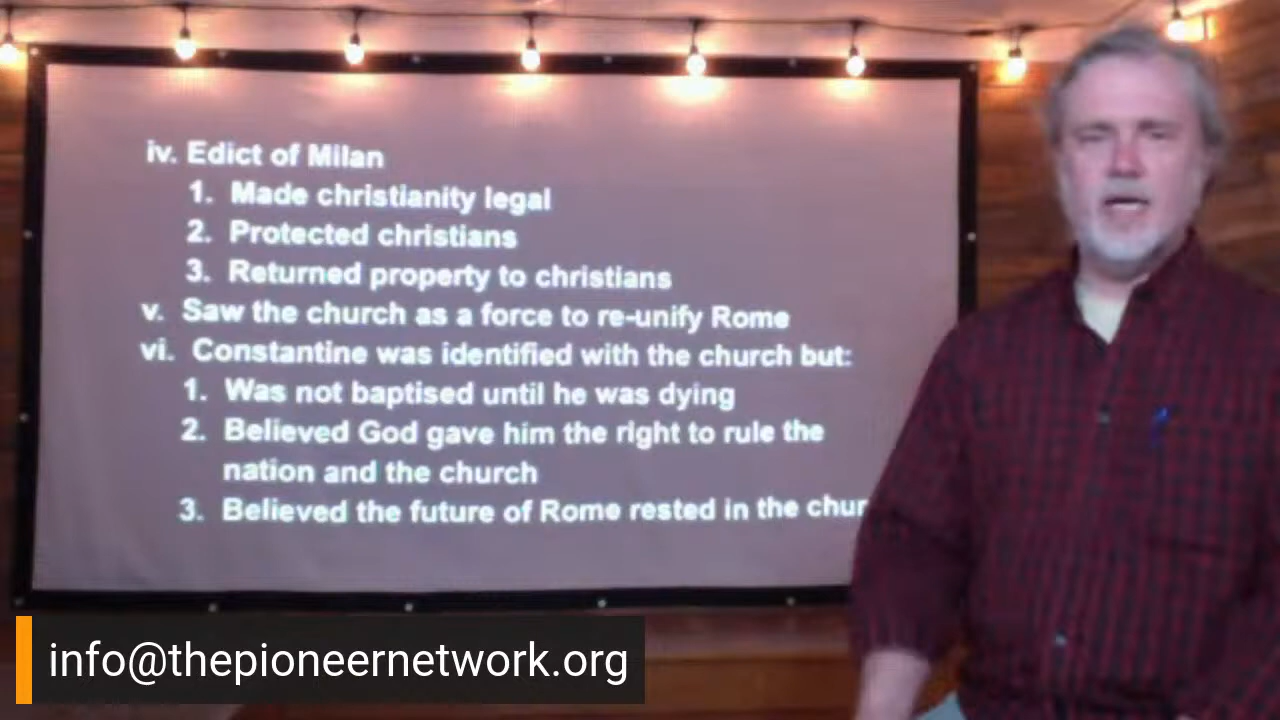 iv. Edict of Milan
1. Made christianity legal
2. Protected christians
3. Returned property to christians
v. Saw the church as a force to re-unify Rome
vi. Constantine was identified with the church but:
1. Was not baptised until he was dying
2. Believed God gave him the right to rule the
nation and the church
3. Believed the future of Rome rested in the chur
info@thepioneernetwork.org